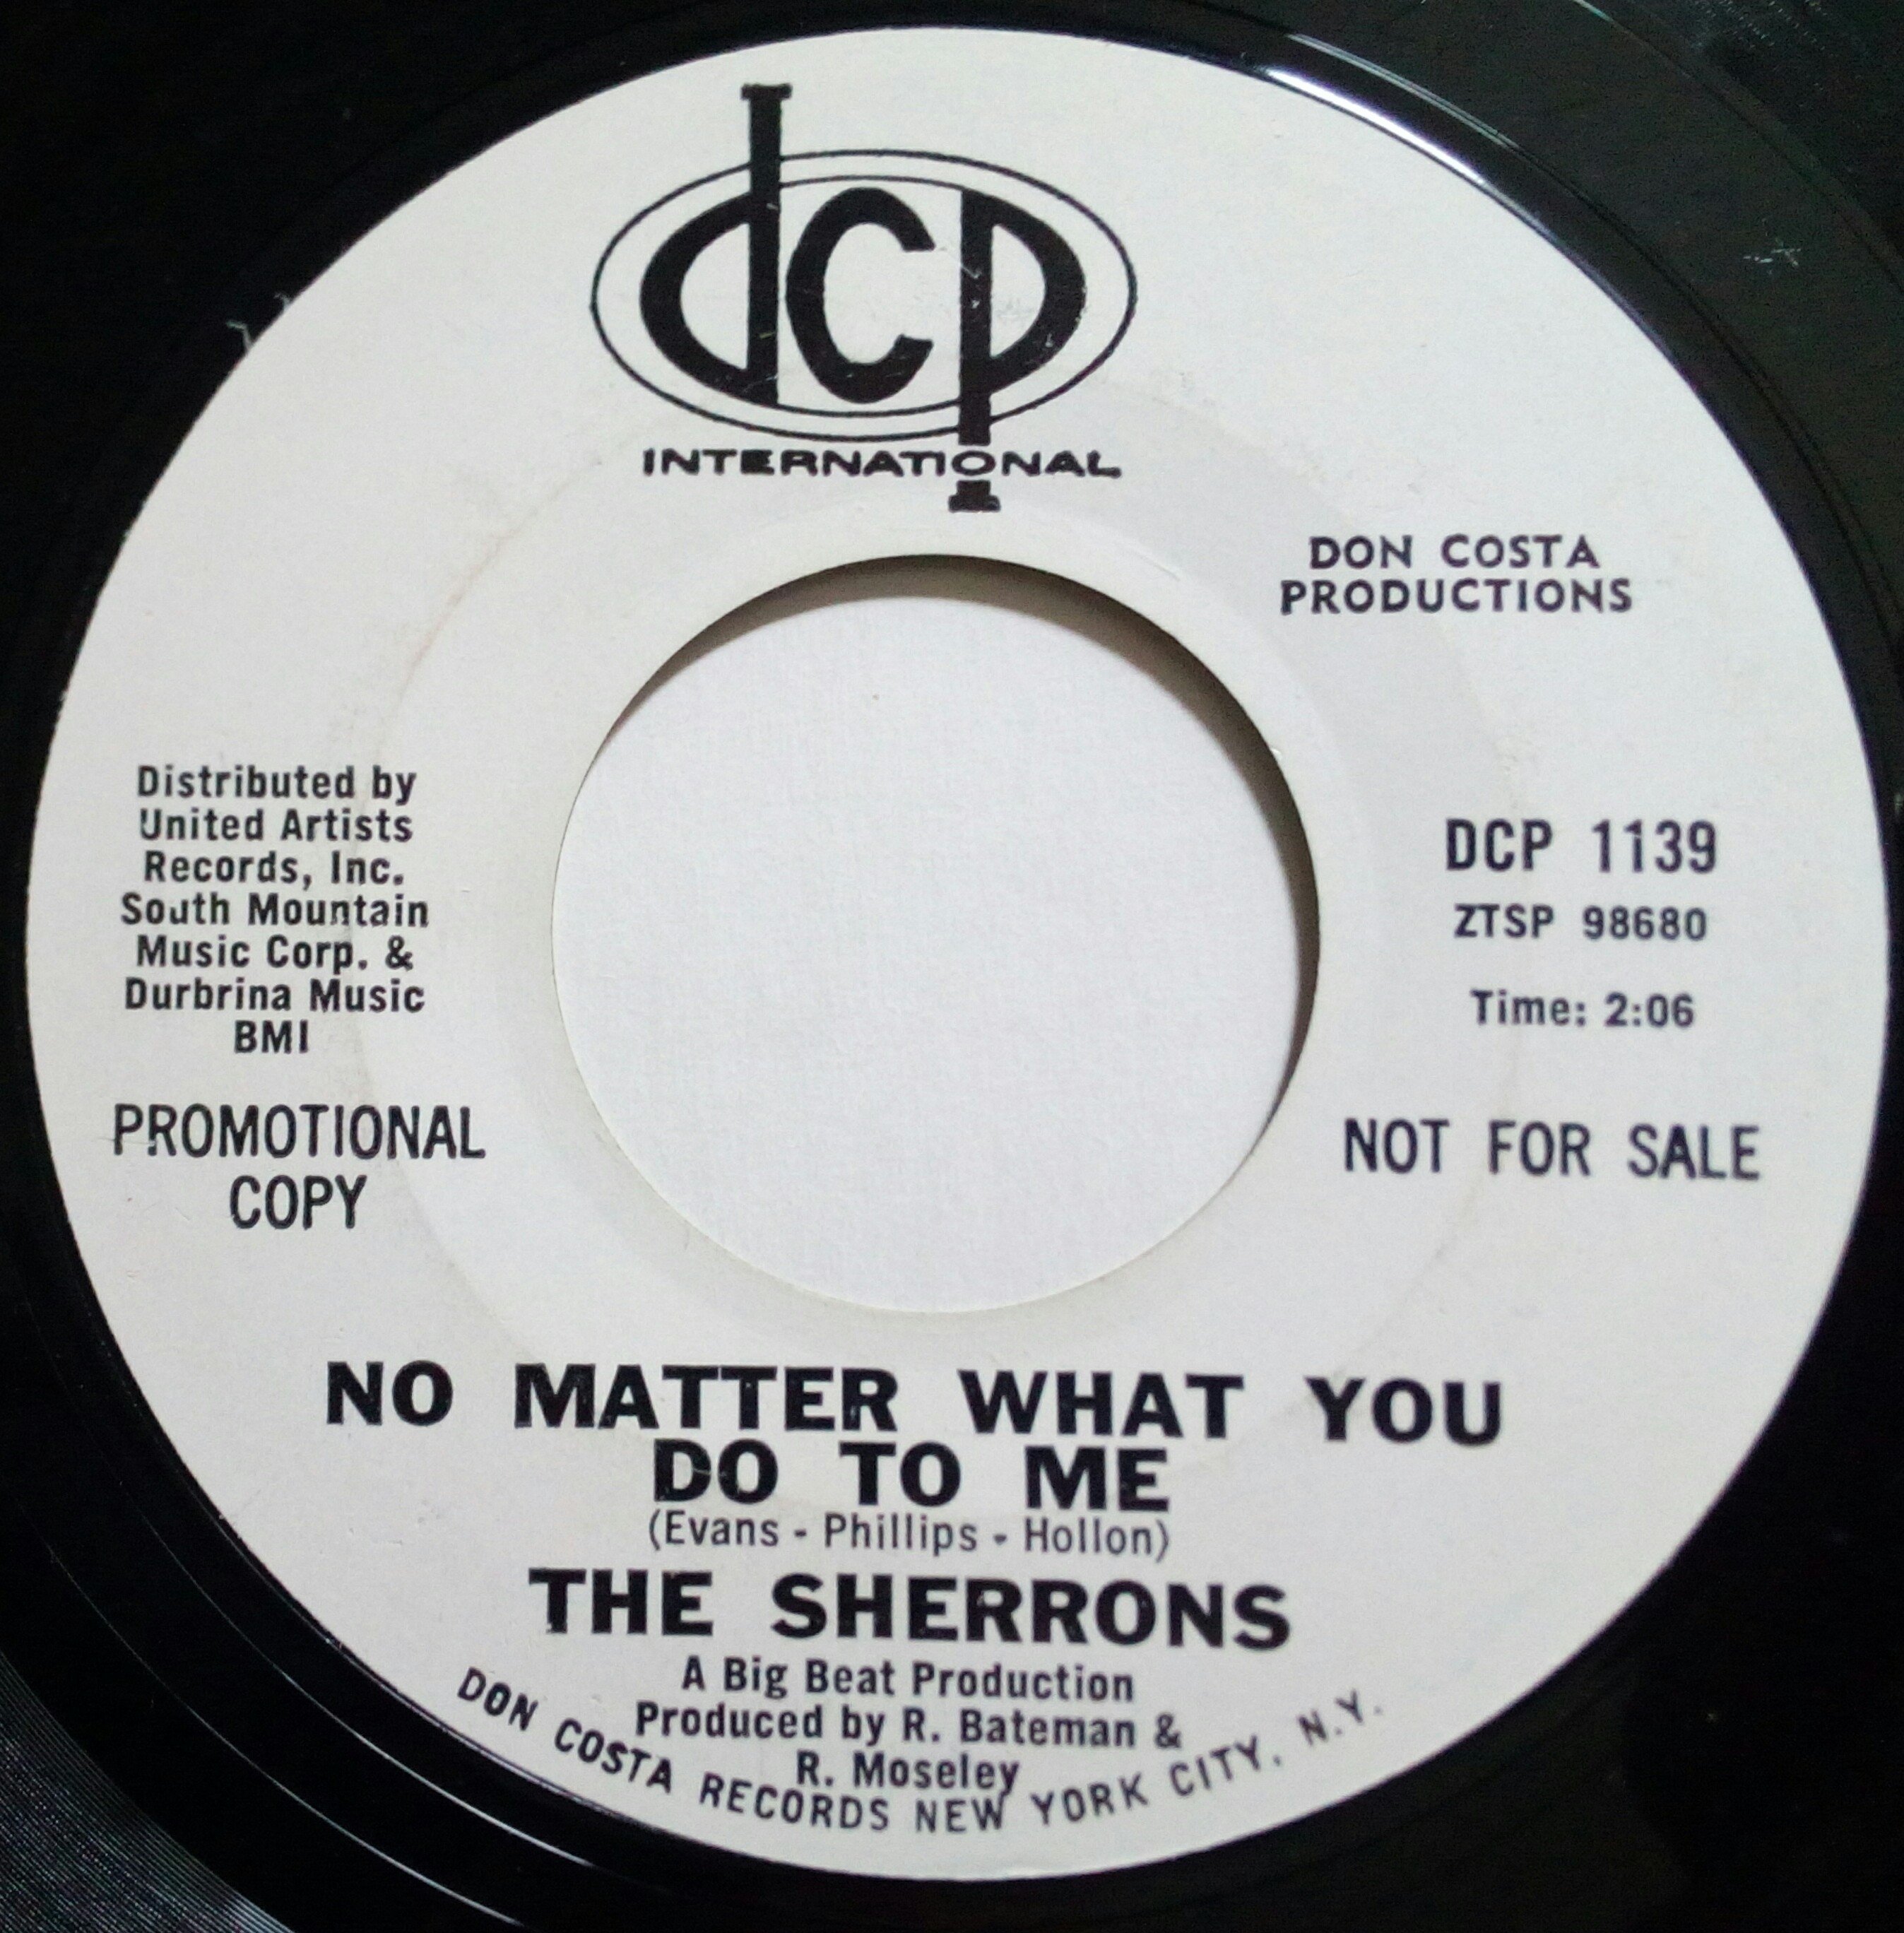 dcp
INTERNATIONAL
DON COSTA
PRODUCTIONS
Distributed by
United Artists
Records, Inc.
South Mountain
Music Corp. &
Durbrina Music
BMI
PROMOTIONAL
COPY
DCP 1139
ZTSP 98680
Time: 2:06
NOT FOR SALE
NO MATTER WHAT YOU
DO TO ME
(Evans - Phillips - Hollon)
THE SHERRONS
A Big Beat Production
Produced by R. Bateman &
R. Moseley
DON COSTA RECORDS NEW YORK CITY, N.Y.